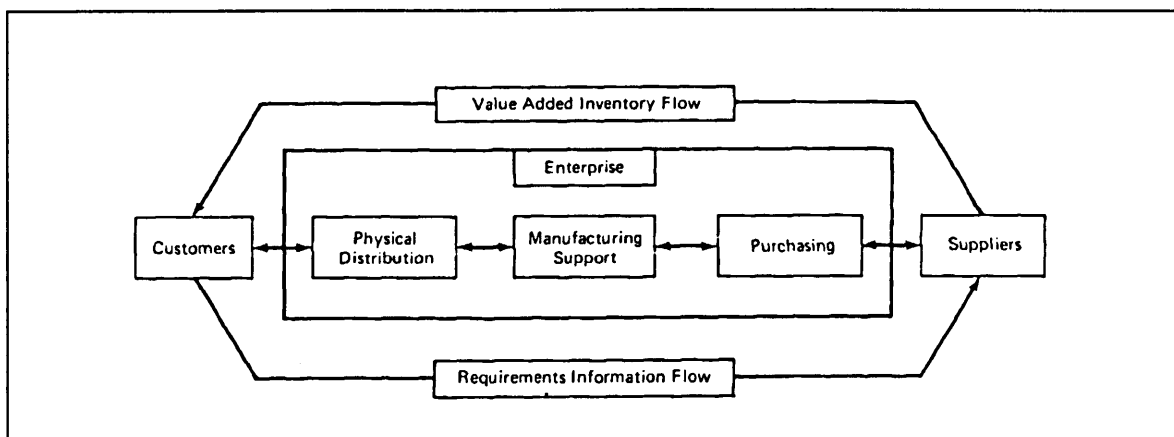 Value Added Inventory Flow
Enterprise
Customers
Physical
Distribution
Manufacturing
Support
Purchasing
Suppliers
Requirements Information Flow